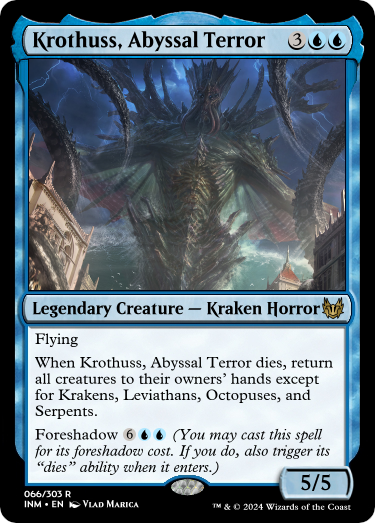 Krothuss, Abyssal Terror 3
Legendary Creature — Kraken Horror
Flying
When Krothuss, Abyssal Terror dies, return
all creatures to their owners' hands except
for Krakens, Leviathans, Octopuses, and
Serpents.
Foreshadow 6 (You may cast this spell
for its foreshadow cost. If you do, also trigger its
"dies" ability when it enters.)
5/5
066/303 R
INM • EN Vlad Marica
™ & © 2024 Wizards of the Coast